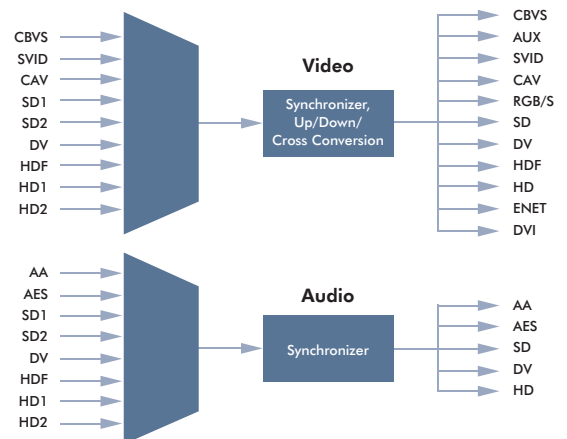 CBVS
SVID
CAV
SD1
SD2
DV
HDF
HD1
HD2
Video
Synchronizer,
Up/Down/
Cross Conversion
CBVS
AUX
SVID
CAV
RGB/S
SD
DV
HDF
HD
ENET
DVI
AA
AES
SD1
SD2
DV
HDF
HD1
HD2
Audio
Synchronizer
AA
AES
SD
DV
HD